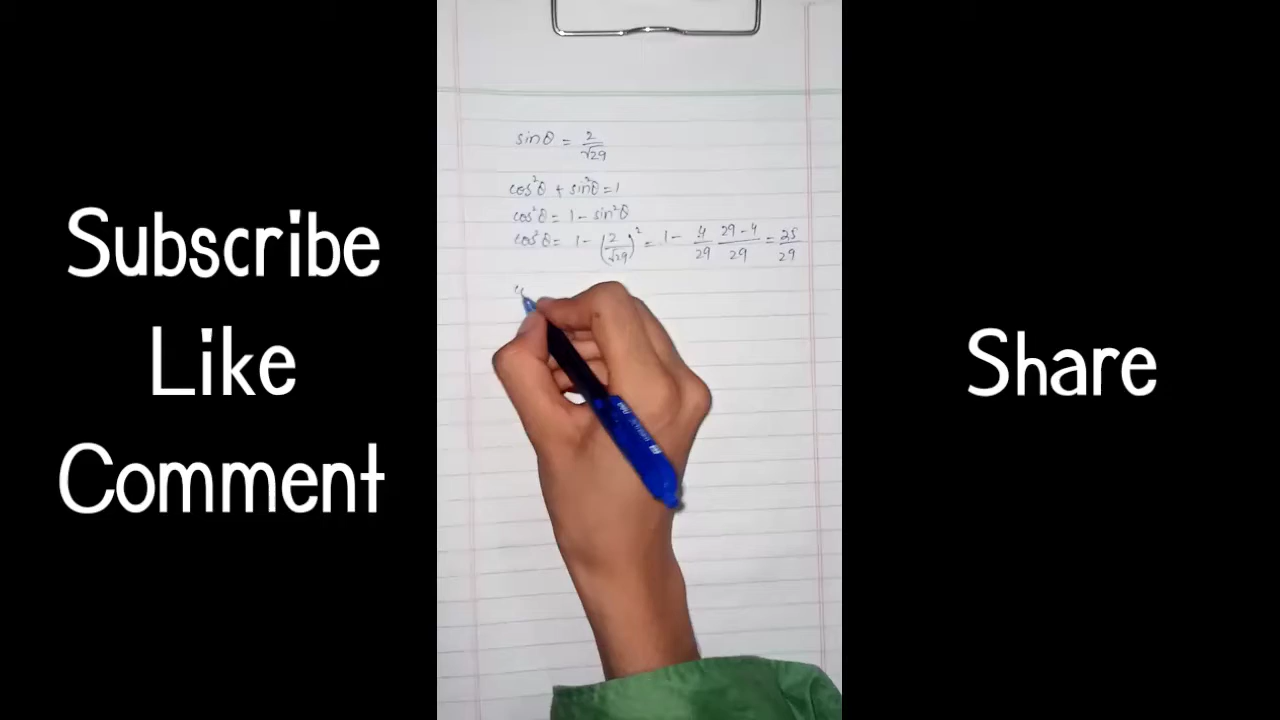 Subscribe
Like
Comment
sinθ = 2/√29
cos²θ + sin²θ = 1
cos²θ = 1 - sin²θ
cos²θ = 1 - (2/√29)² = 1 - 4/29 29-4/29 = 25/29
Share